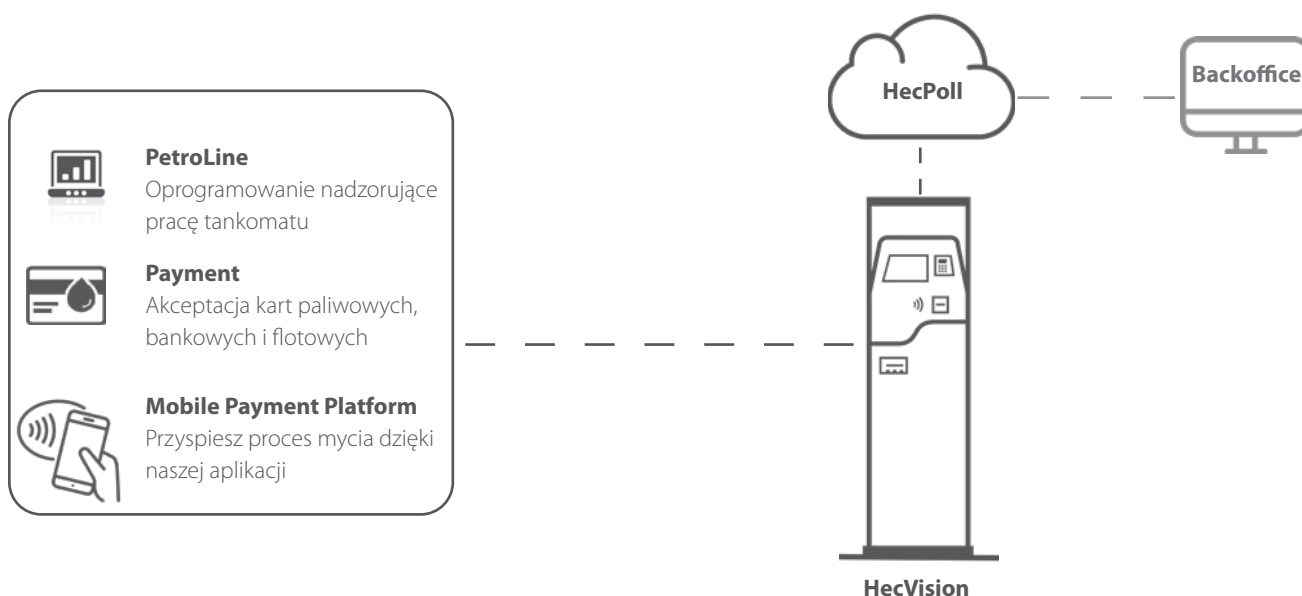 PetroLine
Oprogramowanie nadzorujące
pracę tankomatu
Payment
Akceptacja kart paliwowych,
bankowych i flotowych
Mobile Payment Platform
Przyspiesz proces mycia dzięki
naszej aplikacji
HecPoll
Backoffice
HecVision